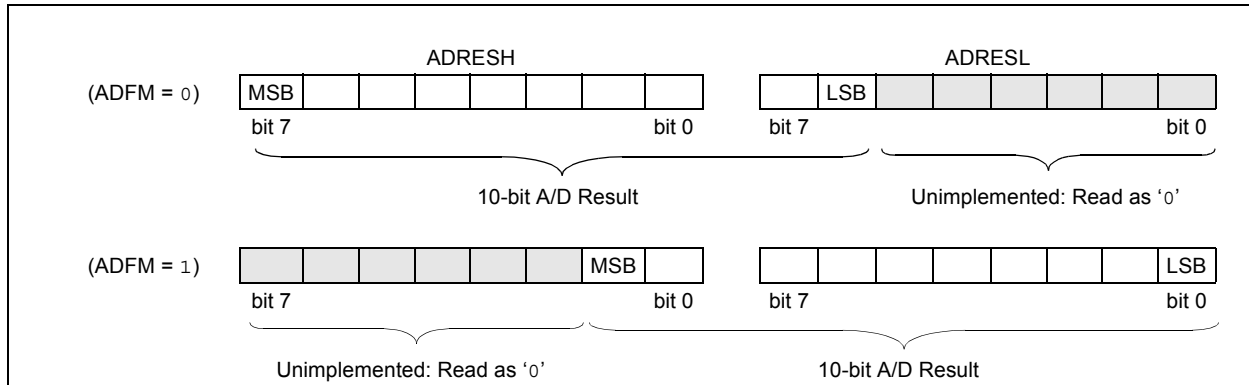 ADRESH ADRESL
(ADFM = 0) MSB LSB
bit 7 bit 0 bit 7 bit 0
10-bit A/D Result Unimplemented: Read as ‘0’
(ADFM = 1) MSB LSB
bit 7 bit 0 bit 7 bit 0
Unimplemented: Read as ‘0’ 10-bit A/D Result